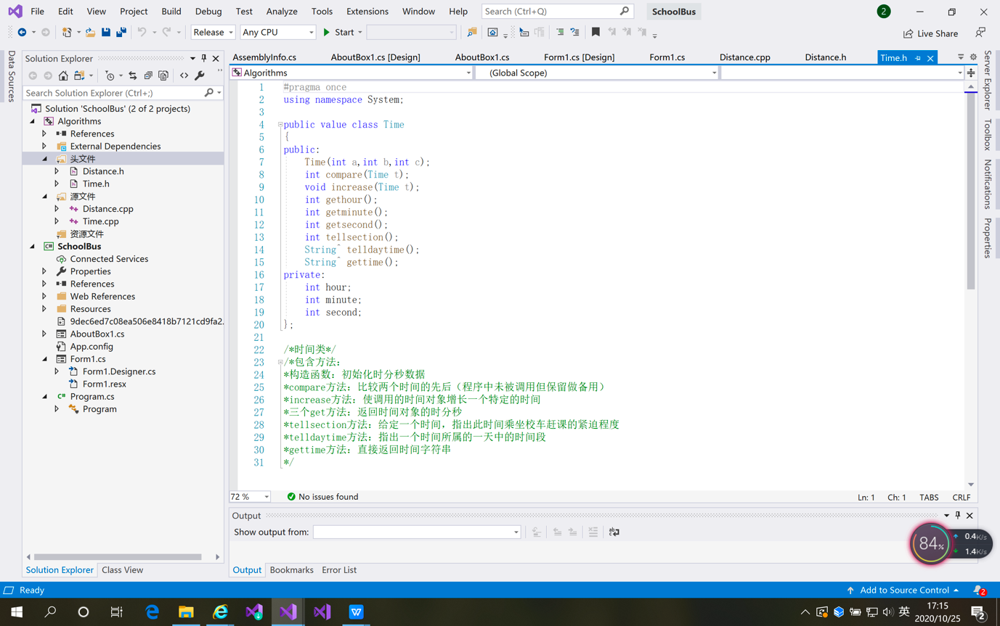 File Edit View Project Build Debug Test Analyze Tools Extensions Window Help Search (Ctrl+Q) SchoolBus 2
Release Any CPU Start Live Share
Data Sources
Solution Explorer
Search Solution Explorer (Ctrl+;)
Solution 'SchoolBus' (2 of 2 projects)
Algorithms
References
External Dependencies
头文件
Distance.h
Time.h
源文件
Distance.cpp
Time.cpp
资源文件
SchoolBus
Connected Services
Properties
References
Web References
Resources
9dec6ed7c08ea506e8418b7121cd9fa2.
AboutBox1.cs
App.config
Form1.cs
Form1.Designer.cs
Form1.resx
Program.cs
Program
Solution Explorer Class View
AssemblyInfo.cs AboutBox1.cs [Design] AboutBox1.cs Form1.cs [Design] Form1.cs Distance.cpp Distance.h Time.h
Algorithms (Global Scope)
1 #pragma once
2 using namespace System;
3
4 public value class Time
5 {
6 public:
7 Time(int a,int b,int c);
8 int compare(Time t);
9 void increase(Time t);
10 int gethour();
11 int getminute();
12 int getsecond();
13 int tellsection();
14 String^ telldaytime();
15 String^ gettime();
16 private:
17 int hour;
18 int minute;
19 int second;
20 };
21
22 /*时间类*/
23 /*包含方法：
24 *构造函数：初始化时分秒数据
25 *compare方法：比较两个时间的先后（程序中未被调用但保留做备用）
26 *increase方法：使调用的时间对象增长一个特定的时间
27 *三个get方法：返回时间对象的时分秒
28 *tellsection方法：给定一个时间，指出此时间乘坐校车赶课的紧迫程度
29 *telldaytime方法：指出一个时间所属的一天中的时间段
30 *gettime方法：直接返回时间字符串
31 */
72 % No issues found Ln: 1 Ch: 1 TABS CRLF
Output
Show output from:
Output Bookmarks Error List
Server Explorer
Toolbox
Notifications
Properties
84%
0.4K/s
1.4K/s
Ready Add to Source Control 2
英 17:15
2020/10/25 2